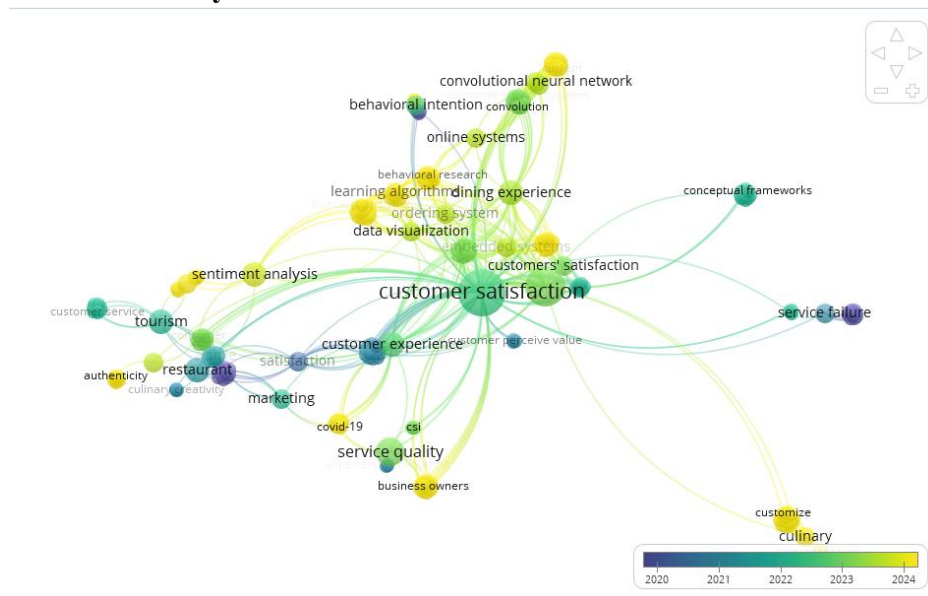 convolutional neural network
behavioral intention
convolution
online systems
behavioral research
learning algorithms
dining experience
conceptual frameworks
ordering system
data visualization
embedded systems
customers' satisfaction
sentiment analysis
customer satisfaction
customer service
tourism
service failure
customer experience
customer perceive value
satisfaction
restaurant
authenticity
culinary creativity
marketing
covid-19
csi
service quality
business owners
customize
culinary
2020
2021
2022
2023
2024